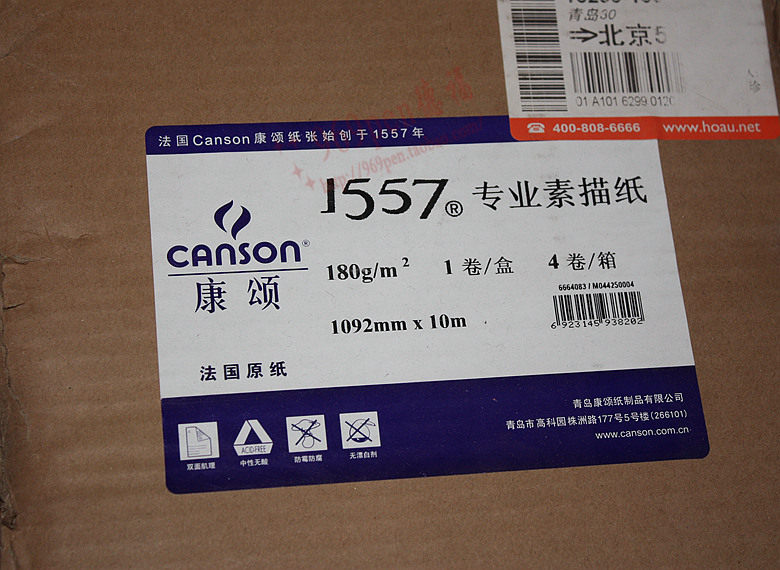 青岛30
⇒北京5
01 A101 6299 012
☎ 400-808-6666 www.hoau.net
法国Canson康颂纸张始创于1557年
http://969pen.taobao.
1557® 专业素描纸
CANSON®
康颂
180g/m² 1 卷/盒 4 卷/箱
6664083 / M04425D004
6 923145 938202
1092mm x 10m
法国原纸
ACID-FREE
双面肌理 中性无酸 防霉防腐 无漂白剂
青岛康颂纸制品有限公司
青岛市高科园株洲路177号5号楼(266101)
www.canson.com.cn